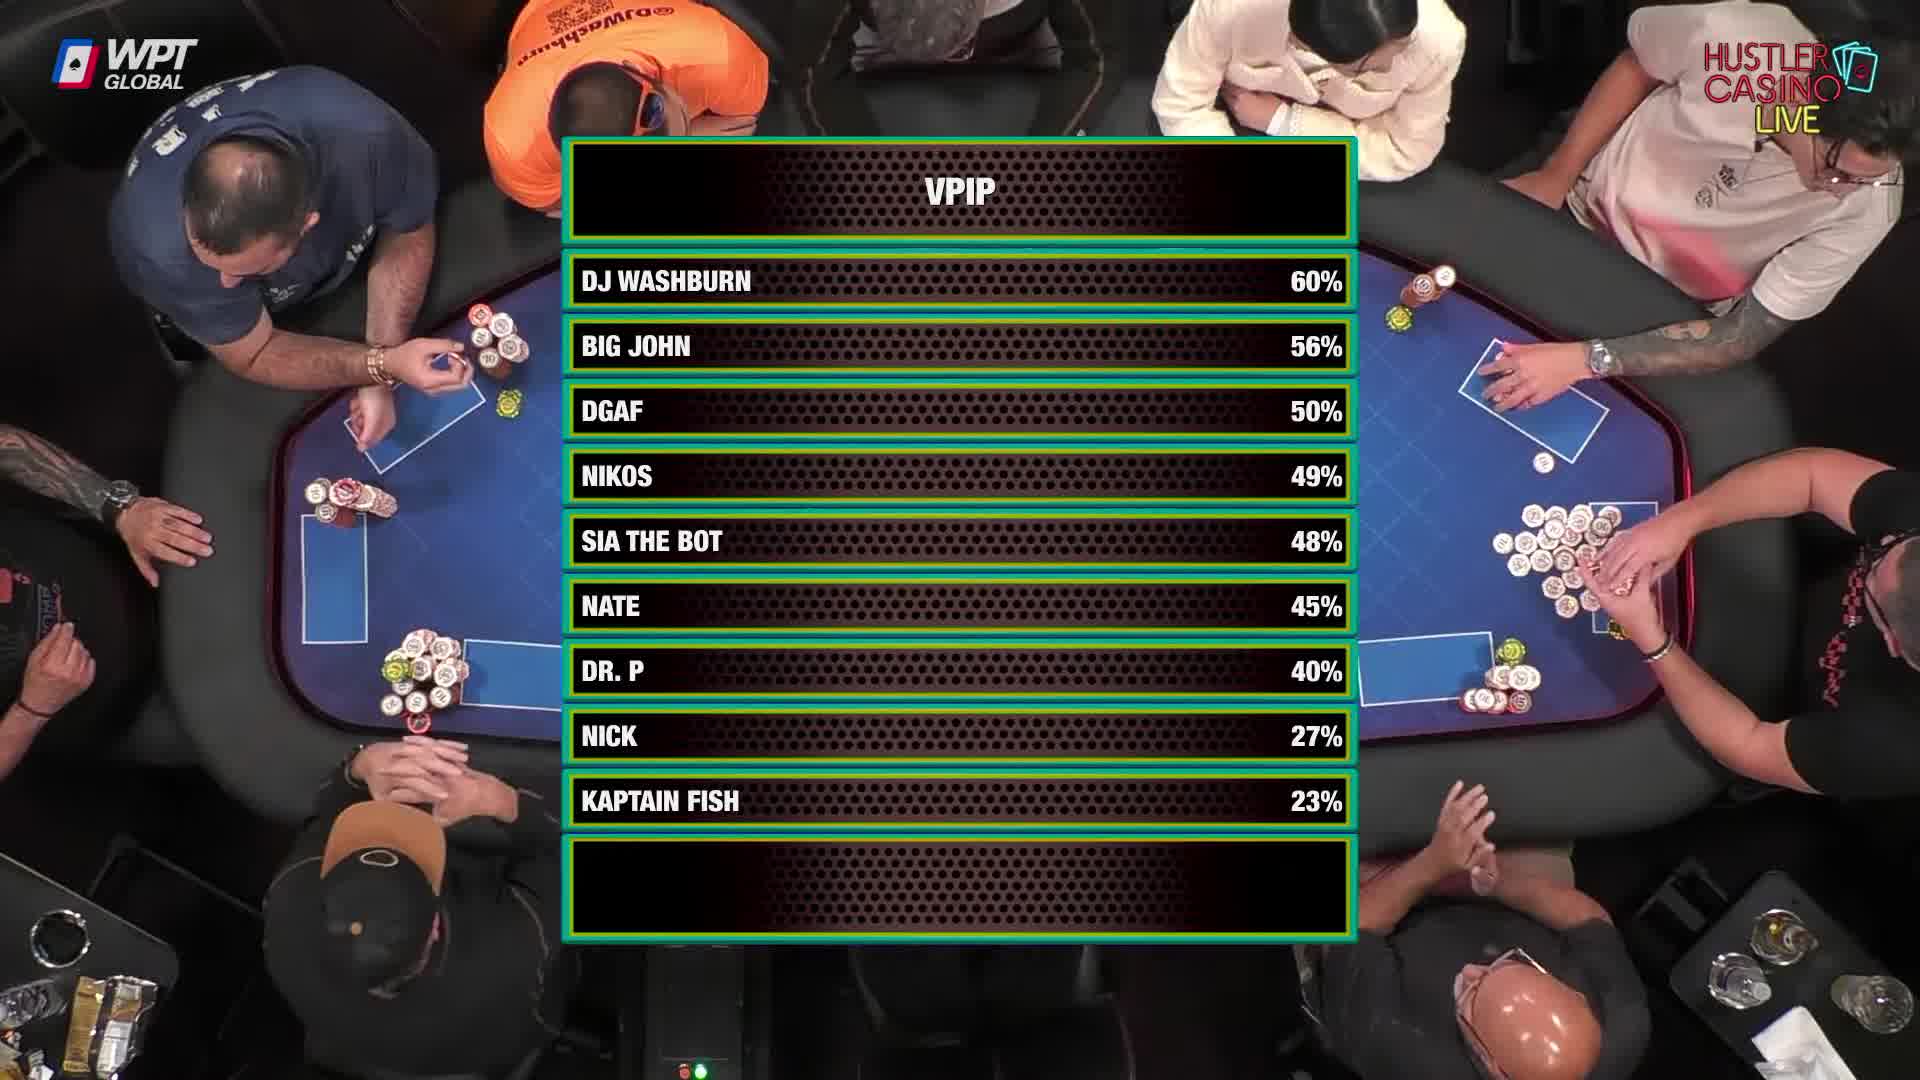 WPT
GLOBAL
@DJWashburn
HUSTLER
CASINO
LIVE
VPIP
DJ WASHBURN 60%
BIG JOHN 56%
DGAF 50%
NIKOS 49%
SIA THE BOT 48%
NATE 45%
DR. P 40%
NICK 27%
KAPTAIN FISH 23%